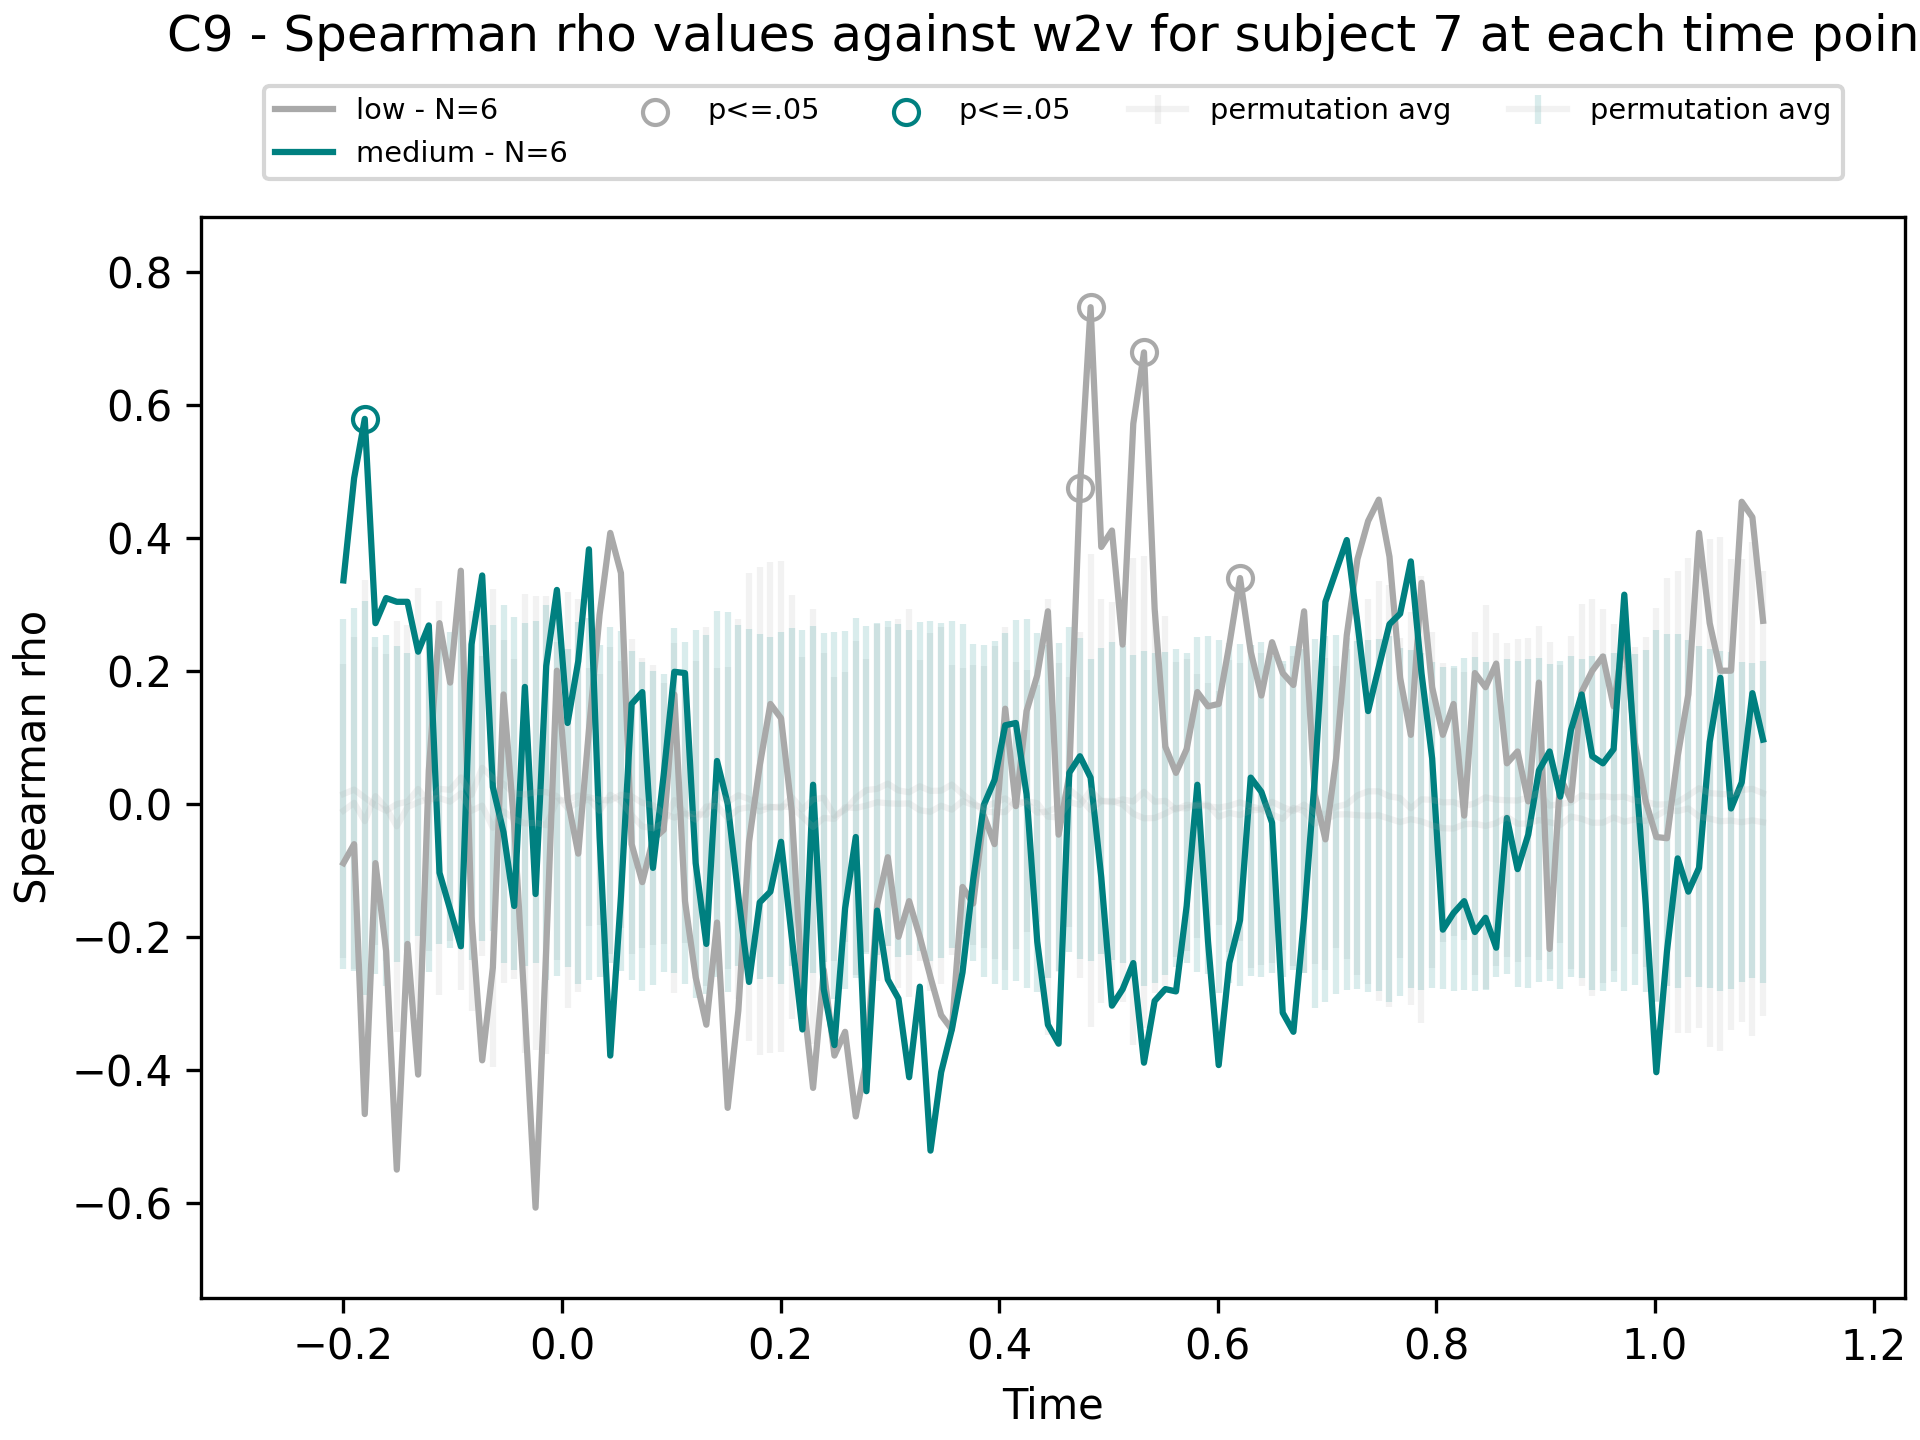 C9 - Spearman rho values against w2v for subject 7 at each time poin
low - N=6
medium - N=6
p<=.05
p<=.05
permutation avg
permutation avg
Spearman rho
0.8
0.6
0.4
0.2
0.0
−0.2
−0.4
−0.6
−0.2 0.0 0.2 0.4 0.6 0.8 1.0 1.2
Time